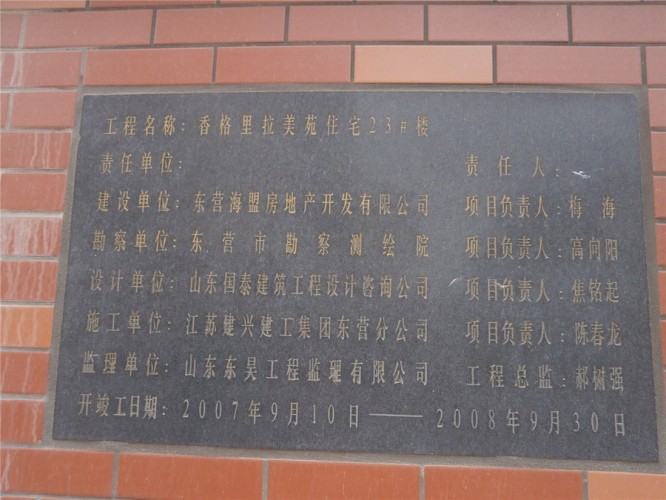 工程名称：香格里拉美苑住宅23#楼
责任单位： 责任人：
建设单位：东营海盟房地产开发有限公司 项目负责人：梅海
勘察单位：东营市勘察测绘院 项目负责人：高向阳
设计单位：山东国泰建筑工程设计咨询公司 项目负责人：焦铭起
施工单位：江苏健兴建工集团东营分公司 项目负责人：陈春龙
监理单位：山东东昊工程监理有限公司 工程总监：郝树强
开竣工日期：2007年9月10日——2008年9月30日